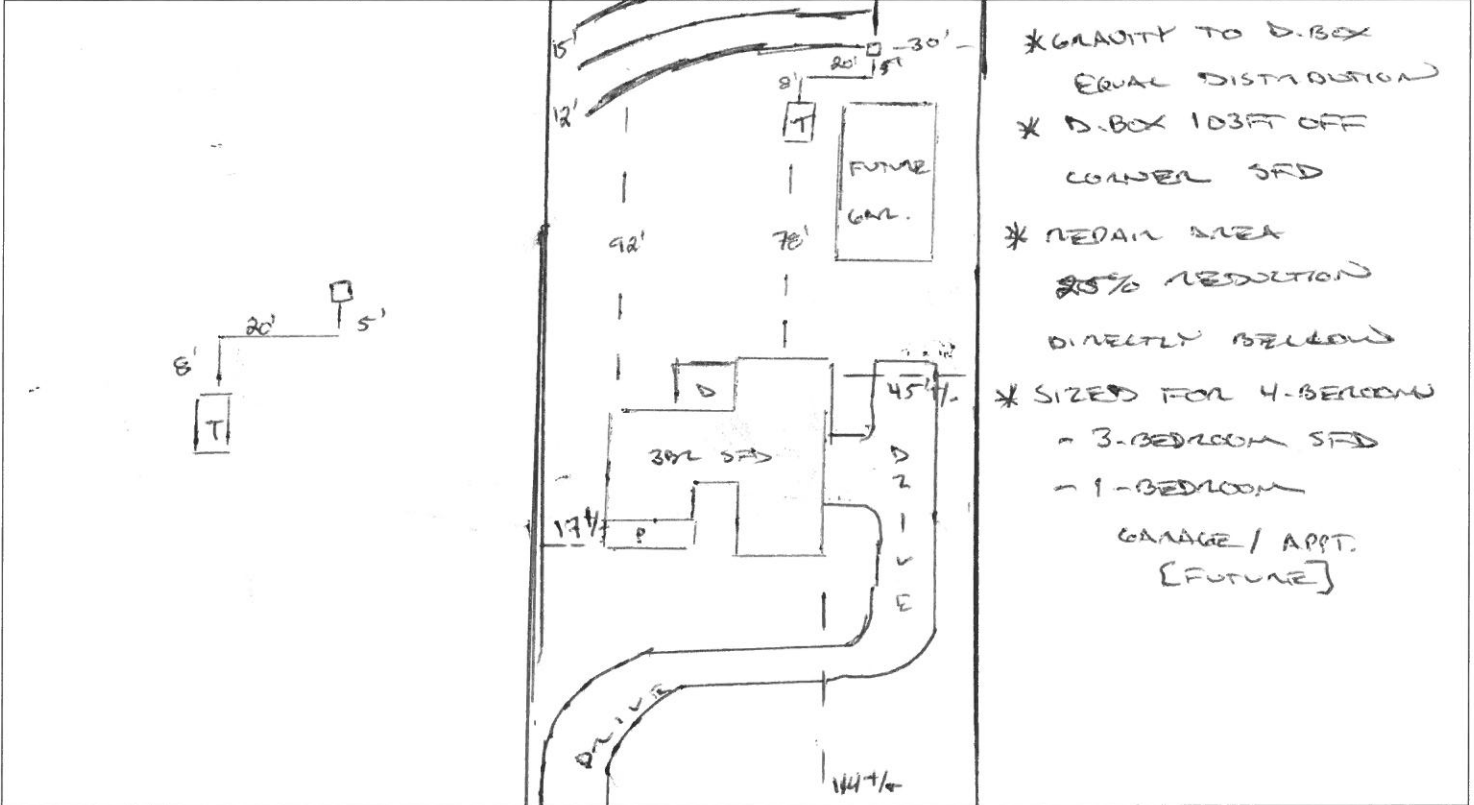 20'
5'
8'
T
15'
12'
30'
20'
5'
8'
T
FUTURE
GAR.
92'
78'
D
45' +/-
3BR SFD
17 +/-
P
DRIVE
DRIVE
144 +/-
* GRAVITY TO D.BOX
EQUAL DISTRIBUTION
* D.BOX 103FT OFF
CORNER SFD
* REPAIR AREA
25% REDUCTION
DIRECTLY BELLOW
* SIZED FOR 4-BEROOMS
- 3-BEDROOM SFD
- 1-BEDROOM
GARAGE / APPT.
[FUTURE]